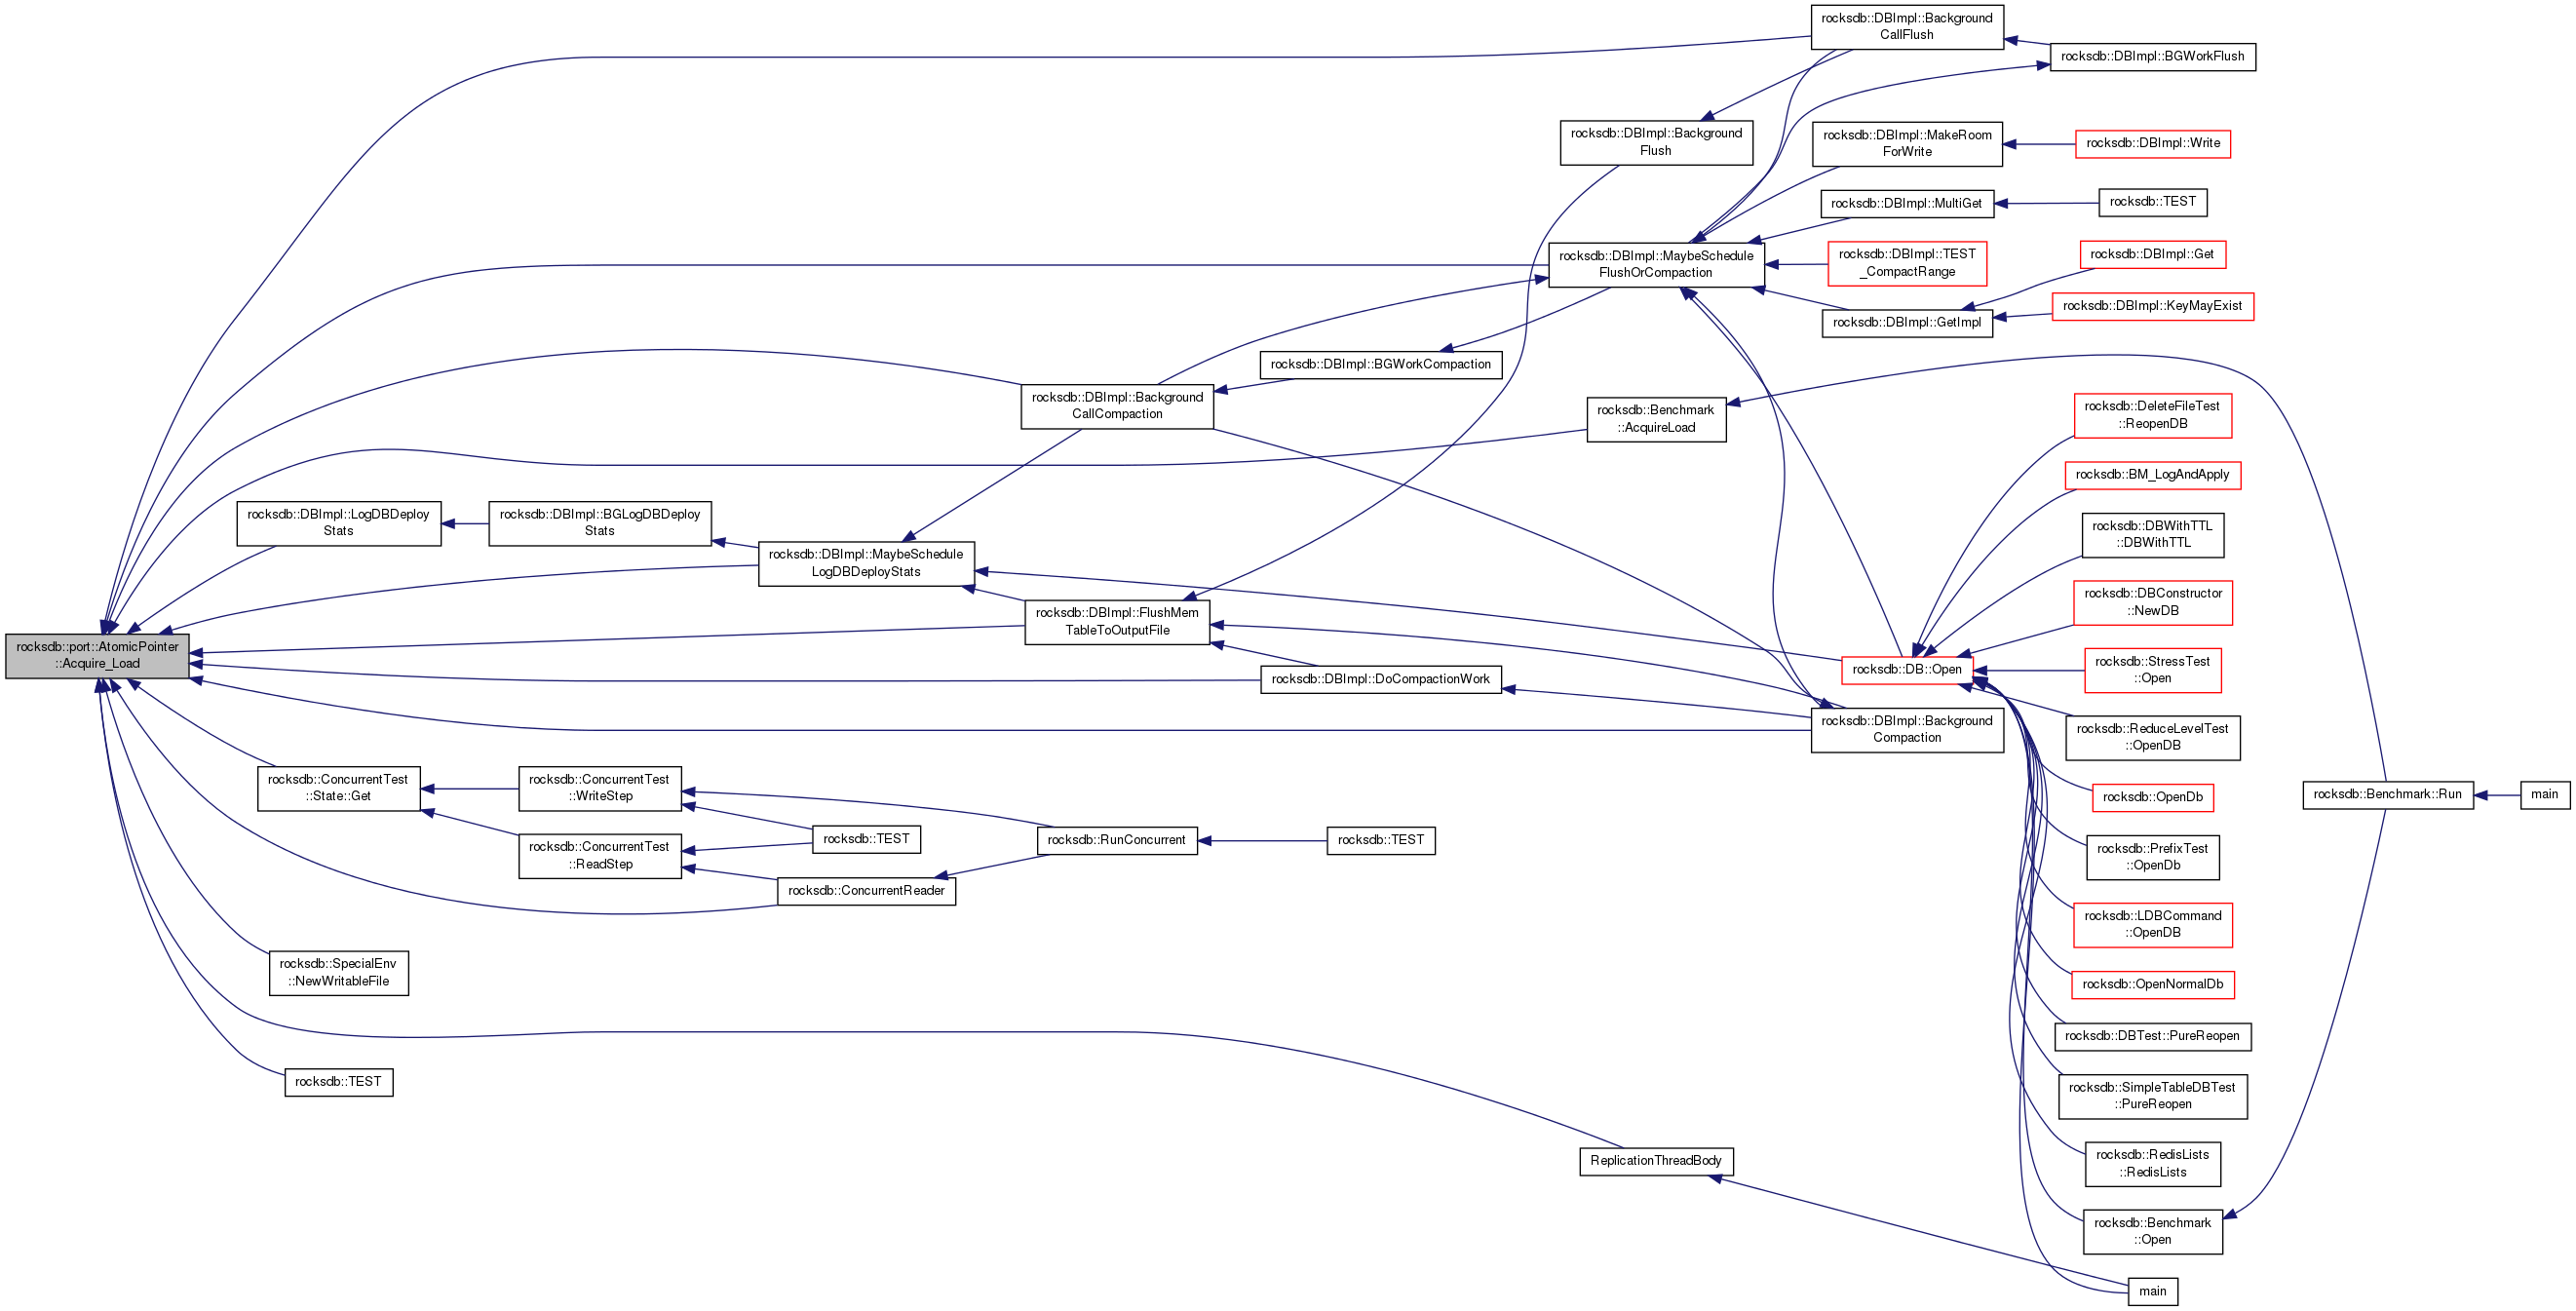 rocksdb::port::AtomicPointer
::Acquire_Load
rocksdb::DBImpl::LogDBDeploy
Stats
rocksdb::ConcurrentTest
::State::Get
rocksdb::SpecialEnv
::NewWritableFile
rocksdb::TEST
rocksdb::DBImpl::BGLogDBDeploy
Stats
rocksdb::ConcurrentTest
::WriteStep
rocksdb::ConcurrentTest
::ReadStep
rocksdb::DBImpl::MaybeSchedule
LogDBDeployStats
rocksdb::TEST
rocksdb::ConcurrentReader
rocksdb::DBImpl::Background
CallCompaction
rocksdb::DBImpl::FlushMem
TableToOutputFile
rocksdb::RunConcurrent
rocksdb::DBImpl::BGWorkCompaction
rocksdb::DBImpl::DoCompactionWork
rocksdb::TEST
rocksdb::DBImpl::Background
Flush
rocksdb::DBImpl::MaybeSchedule
FlushOrCompaction
rocksdb::Benchmark
::AcquireLoad
ReplicationThreadBody
rocksdb::DBImpl::Background
CallFlush
rocksdb::DBImpl::MakeRoom
ForWrite
rocksdb::DBImpl::MultiGet
rocksdb::DBImpl::TEST
_CompactRange
rocksdb::DBImpl::GetImpl
rocksdb::DB::Open
rocksdb::DBImpl::Background
Compaction
rocksdb::DBImpl::BGWorkFlush
rocksdb::DBImpl::Write
rocksdb::TEST
rocksdb::DBImpl::Get
rocksdb::DBImpl::KeyMayExist
rocksdb::DeleteFileTest
::ReopenDB
rocksdb::BM_LogAndApply
rocksdb::DBWithTTL
::DBWithTTL
rocksdb::DBConstructor
::NewDB
rocksdb::StressTest
::Open
rocksdb::ReduceLevelTest
::OpenDB
rocksdb::OpenDb
rocksdb::PrefixTest
::OpenDb
rocksdb::LDBCommand
::OpenDB
rocksdb::OpenNormalDb
rocksdb::DBTest::PureReopen
rocksdb::SimpleTableDBTest
::PureReopen
rocksdb::RedisLists
::RedisLists
rocksdb::Benchmark
::Open
main
rocksdb::Benchmark::Run
main